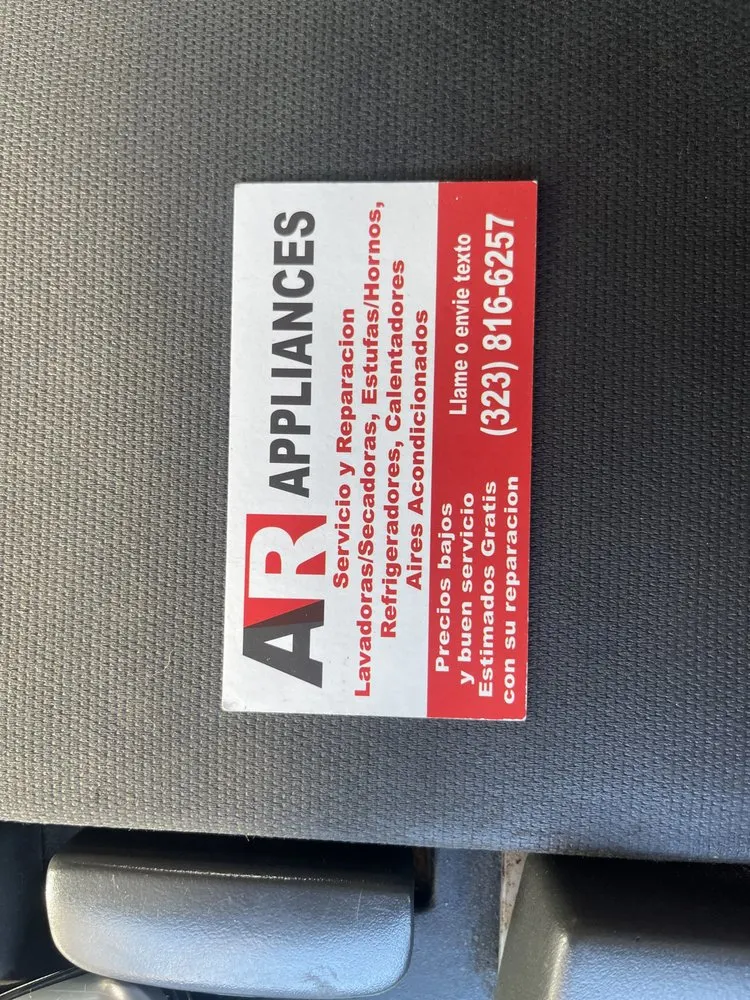 AR APPLIANCES
Servicio y Reparacion
Lavadoras/Secadoras, Estufas/Hornos,
Refrigeradores, Calentadores
Aires Acondicionados
Precios bajos
y buen servicio
Estimados Gratis
con su reparacion
Llame o envie texto
(323) 816-6257